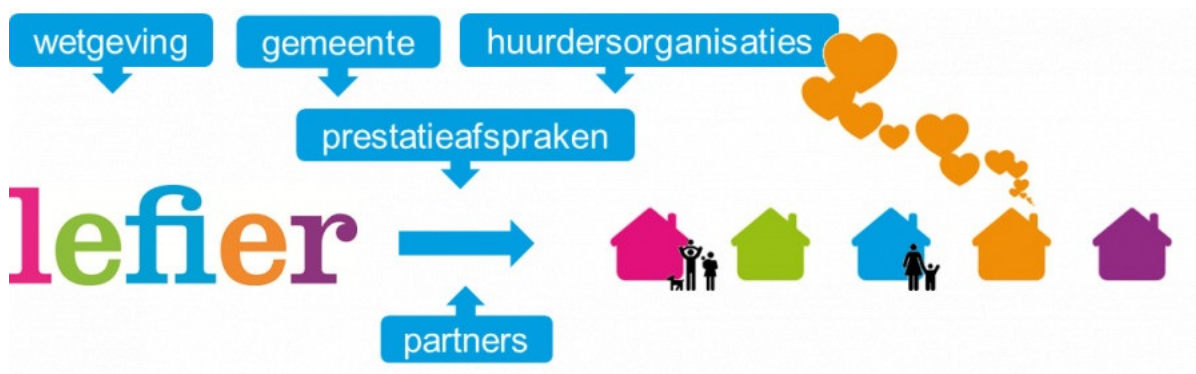 wetgeving
gemeente
huurdersorganisaties
prestatieafspraken
lefier
partners